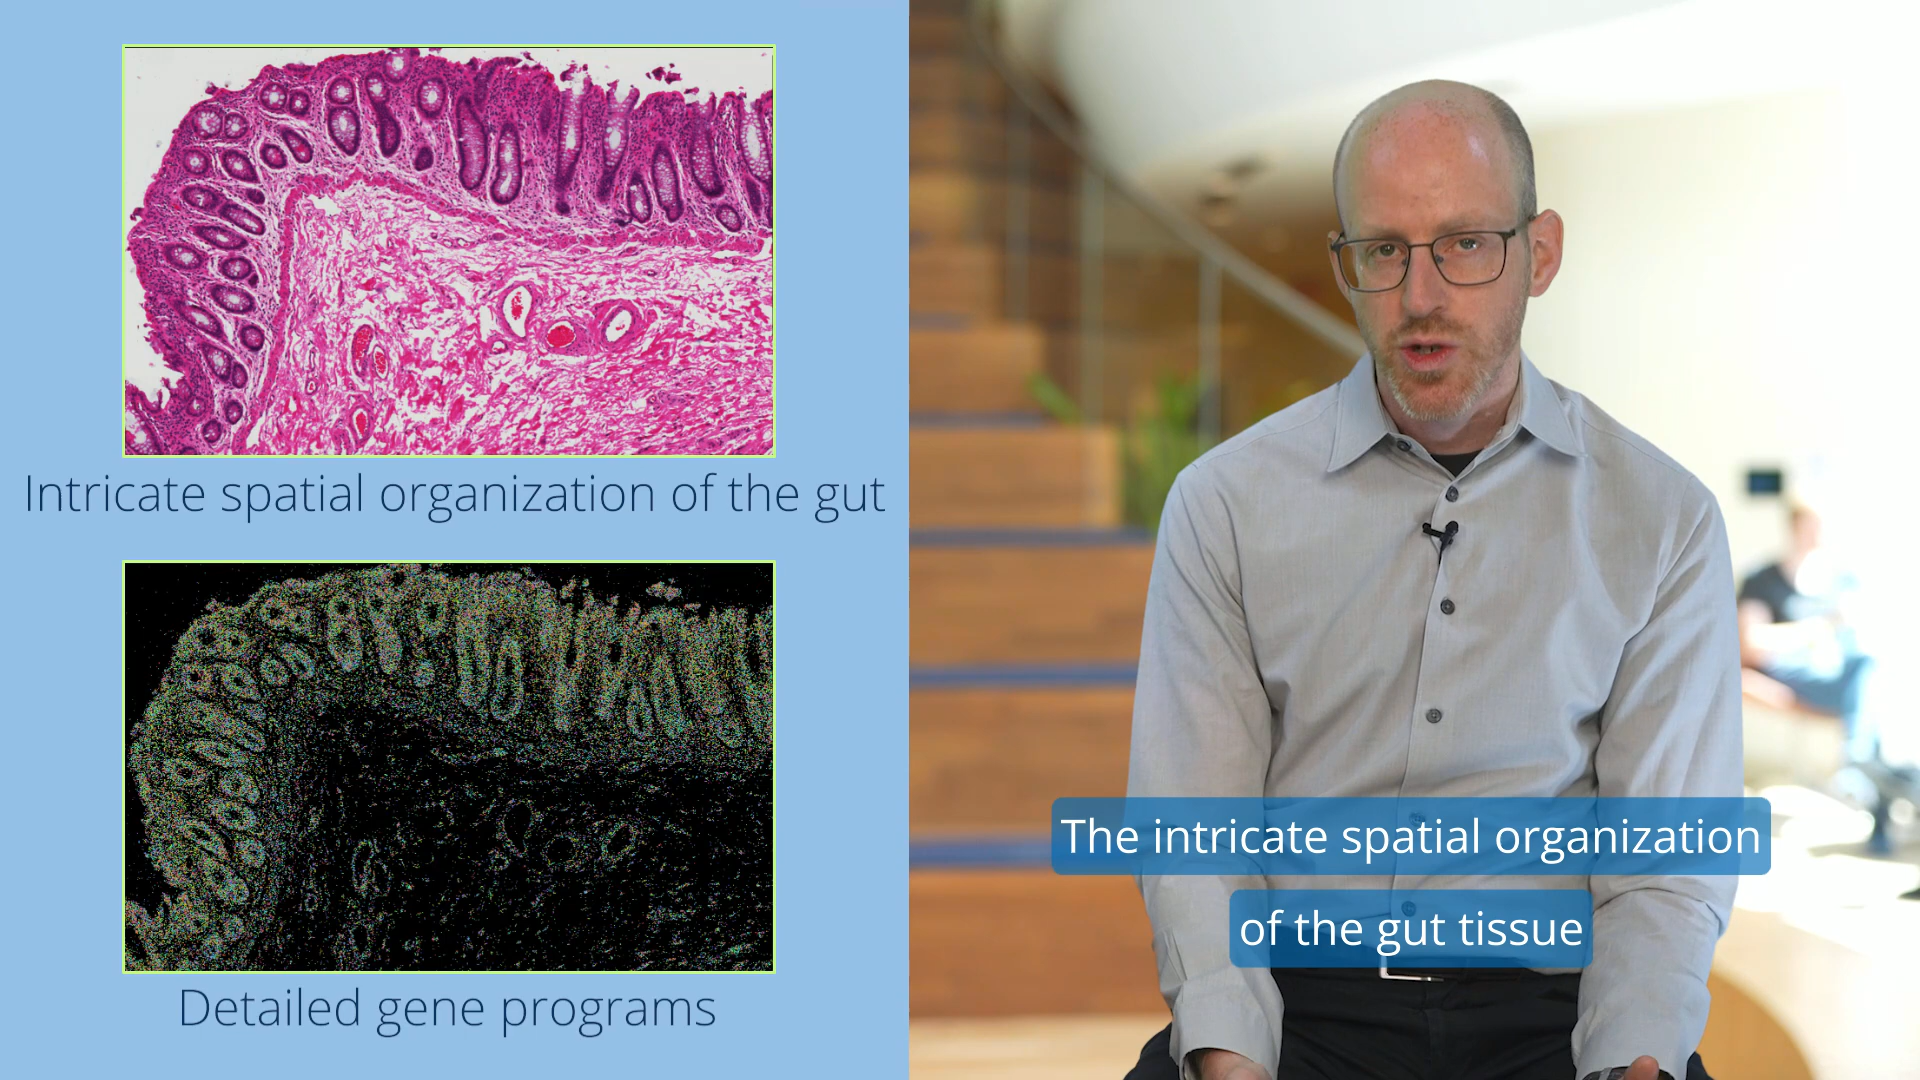 Intricate spatial organization of the gut
Detailed gene programs
The intricate spatial organization
of the gut tissue